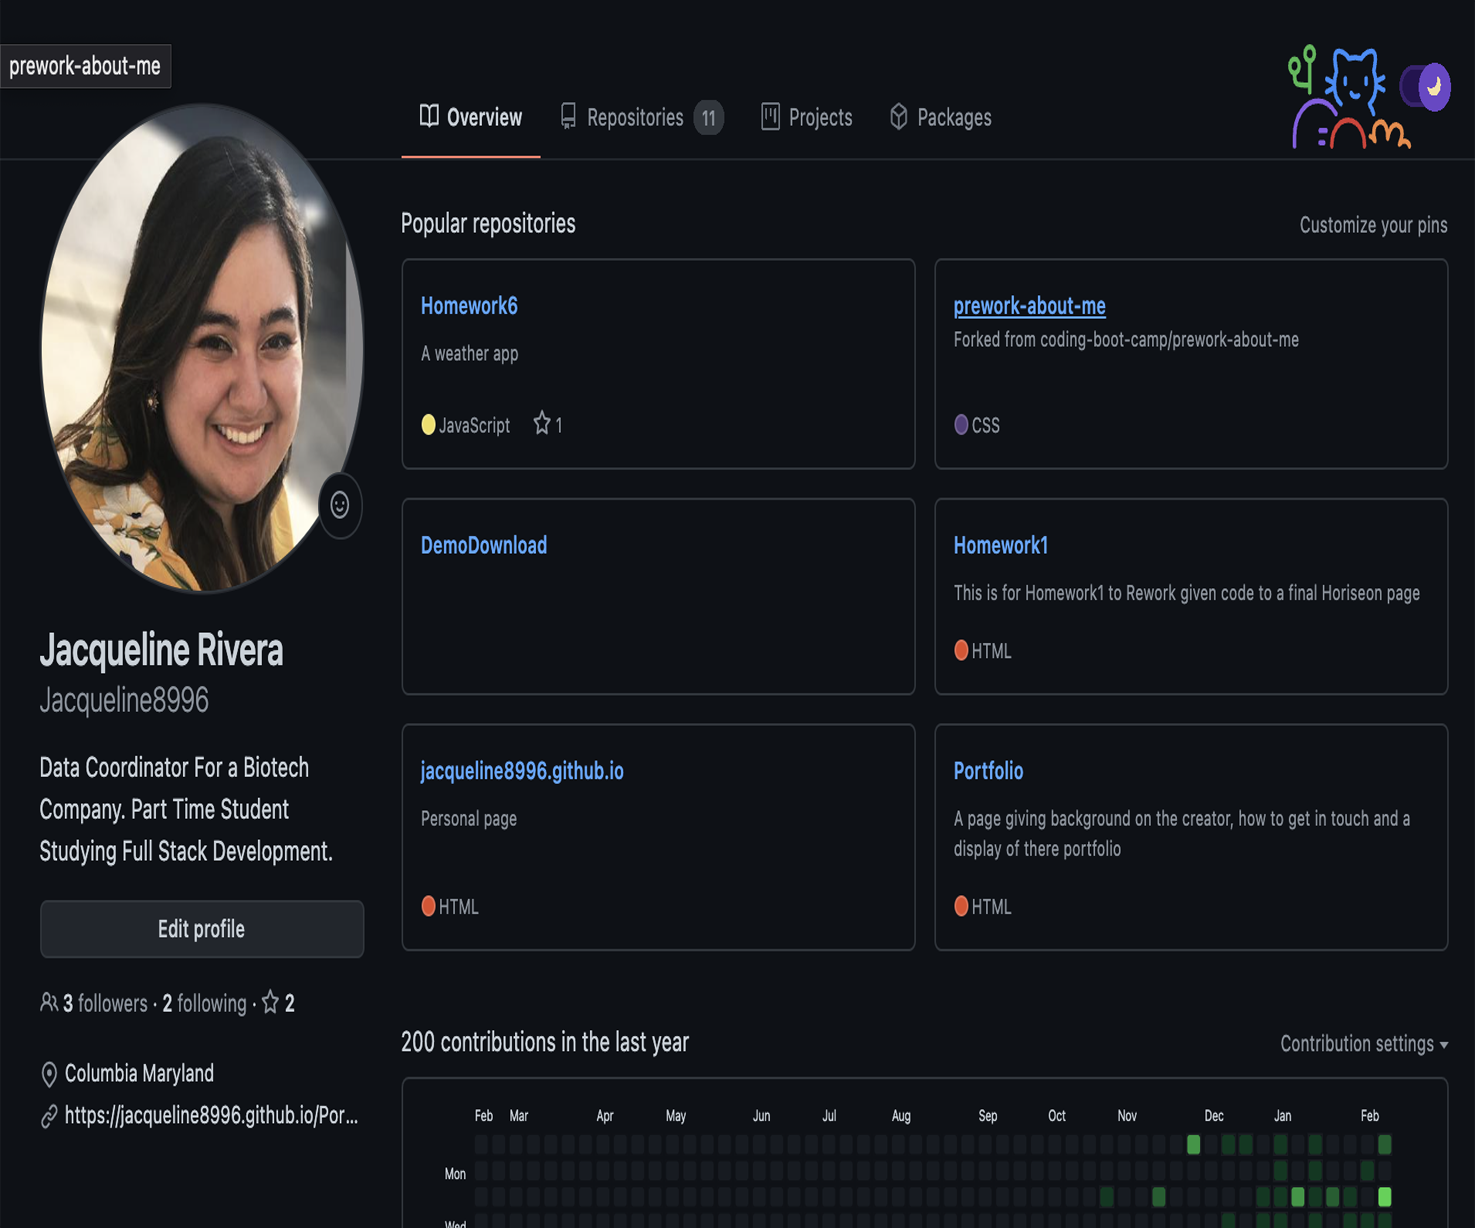 prework-about-me
Overview
Repositories 11
Projects
Packages
Popular repositories
Customize your pins
Homework6
A weather app
JavaScript 1
prework-about-me
Forked from coding-boot-camp/prework-about-me
CSS
DemoDownload
Homework1
This is for Homework1 to Rework given code to a final Horiseon page
HTML
jacqueline8996.github.io
Personal page
HTML
Portfolio
A page giving background on the creator, how to get in touch and a
display of there portfolio
HTML
Jacqueline Rivera
Jacqueline8996
Data Coordinator For a Biotech
Company. Part Time Student
Studying Full Stack Development.
Edit profile
3 followers · 2 following · 2
Columbia Maryland
https://jacqueline8996.github.io/Por...
200 contributions in the last year
Contribution settings
Feb Mar Apr May Jun Jul Aug Sep Oct Nov Dec Jan Feb
Mon
Wed